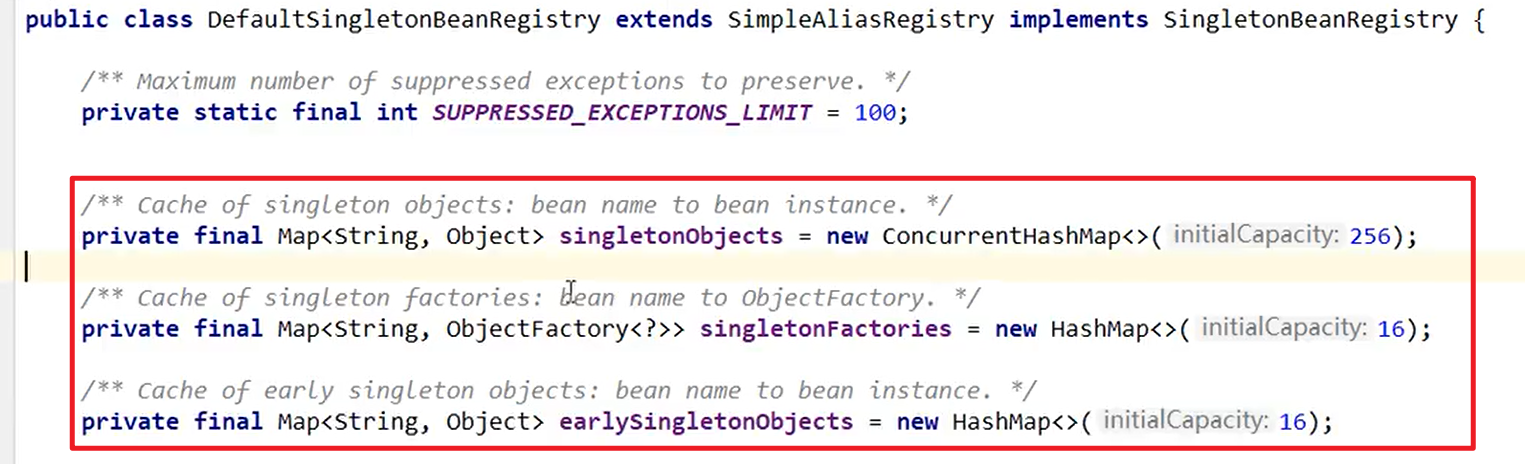 public class DefaultSingletonBeanRegistry extends SimpleAliasRegistry implements SingletonBeanRegistry {
/** Maximum number of suppressed exceptions to preserve. */
private static final int SUPPRESSED_EXCEPTIONS_LIMIT = 100;
/** Cache of singleton objects: bean name to bean instance. */
private final Map<String, Object> singletonObjects = new ConcurrentHashMap<>( initialCapacity: 256);
/** Cache of singleton factories: bean name to ObjectFactory. */
private final Map<String, ObjectFactory<?>> singletonFactories = new HashMap<>( initialCapacity: 16);
/** Cache of early singleton objects: bean name to bean instance. */
private final Map<String, Object> earlySingletonObjects = new HashMap<>( initialCapacity: 16);